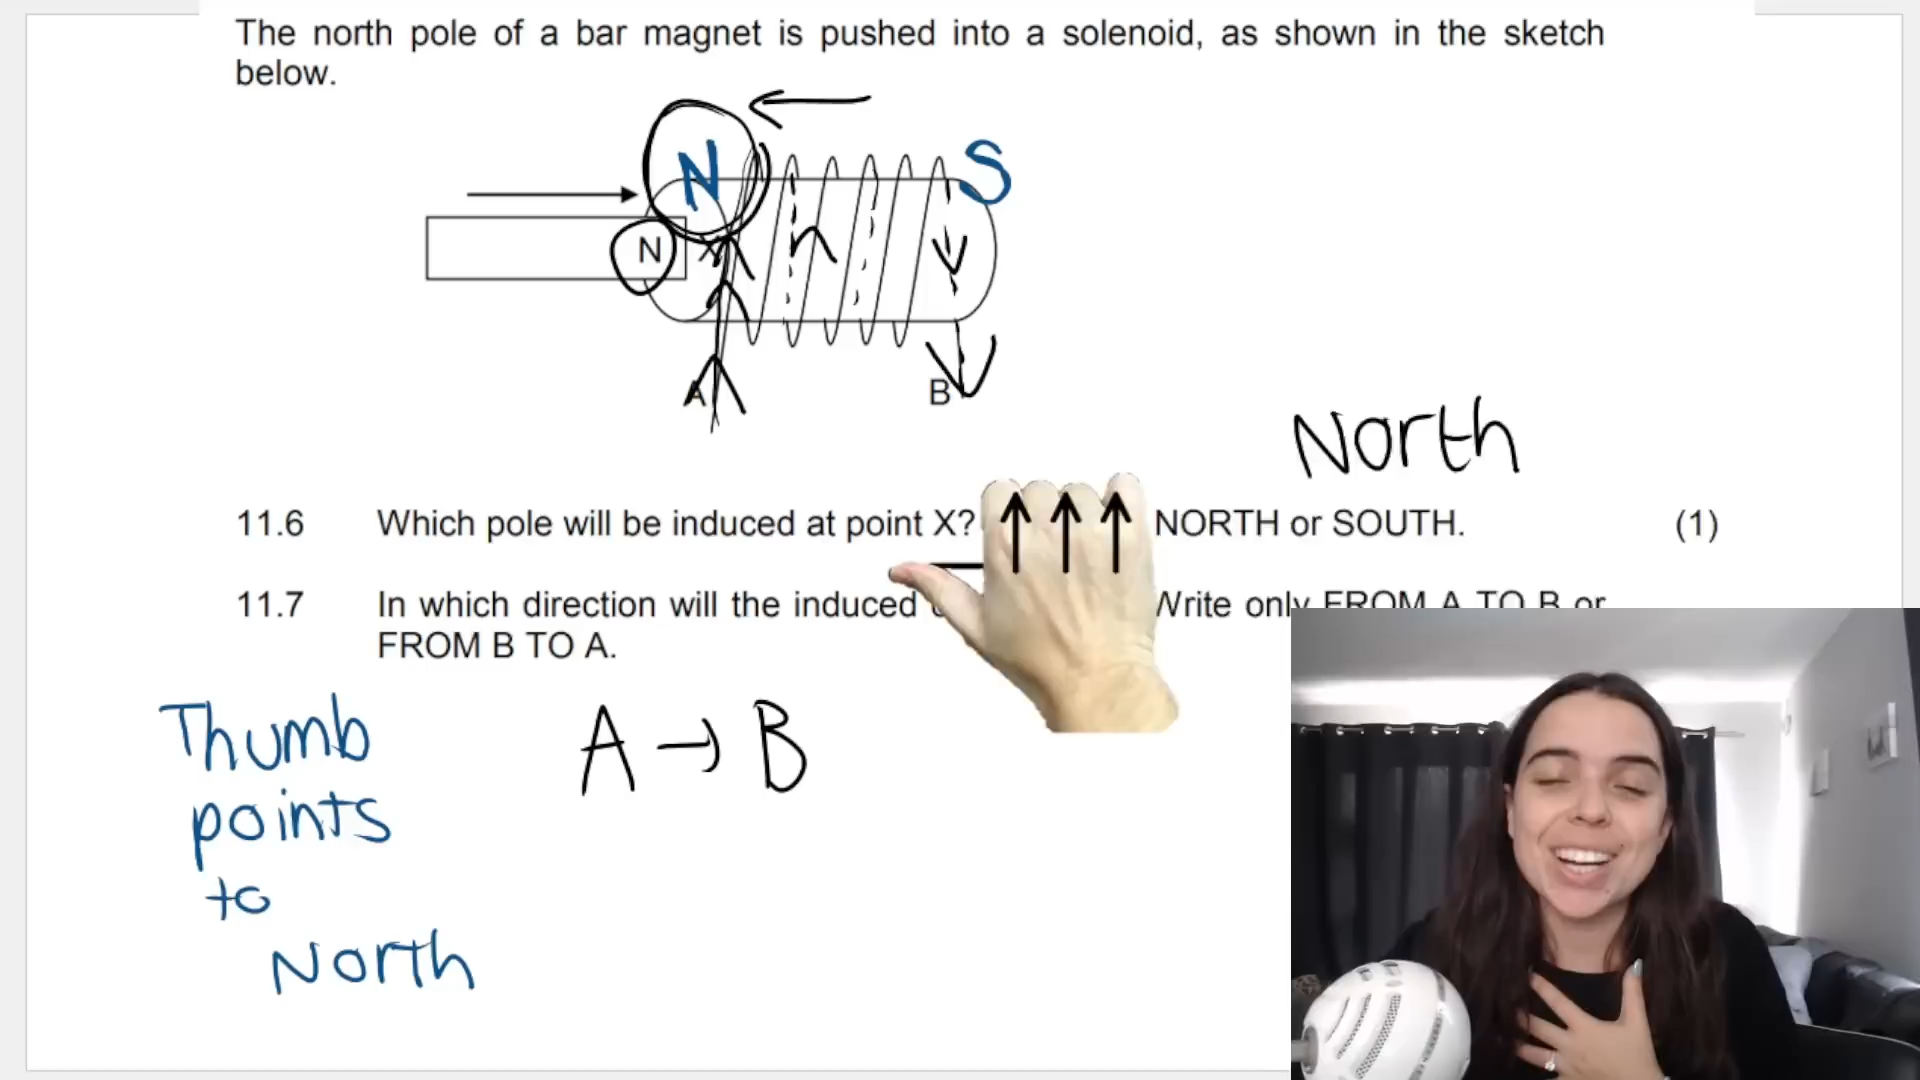 The north pole of a bar magnet is pushed into a solenoid, as shown in the sketch
below.
N
S
N
X
A
B
North
11.6 Which pole will be induced at point X? NORTH or SOUTH. (1)
11.7 In which direction will the induced Write only FROM A TO B or
FROM B TO A.
Thumb
points
to
North
A → B